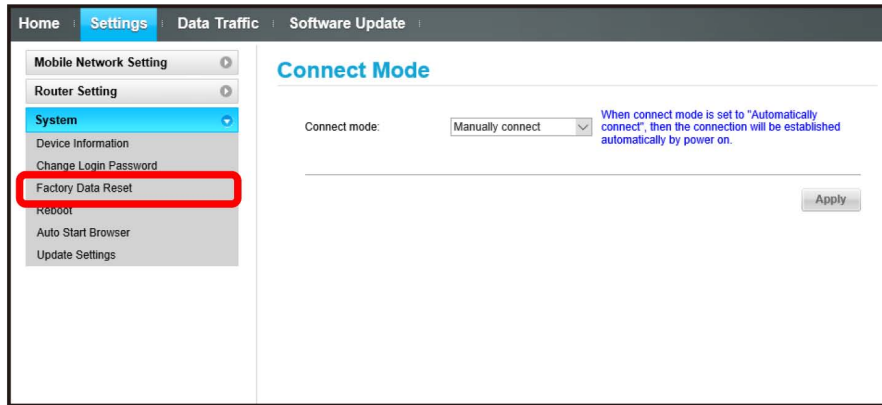 Home Settings Data Traffic Software Update
Mobile Network Setting
Router Setting
System
Device Information
Change Login Password
Factory Data Reset
Reboot
Auto Start Browser
Update Settings
Connect Mode
Connect mode: Manually connect
When connect mode is set to "Automatically
connect", then the connection will be established
automatically by power on.
Apply